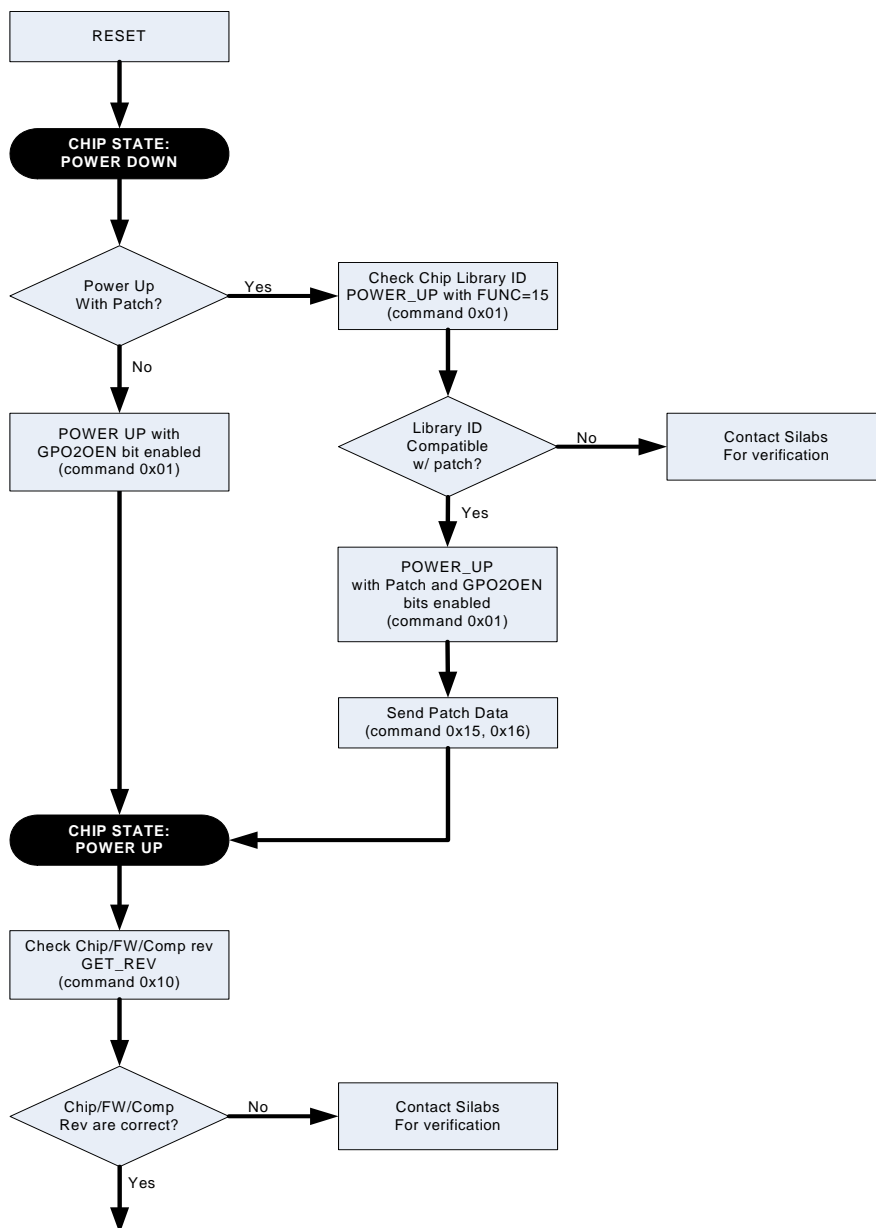 RESET
CHIP STATE:
POWER DOWN
Power Up
With Patch?
Yes
Check Chip Library ID
POWER_UP with FUNC=15
(command 0x01)
No
POWER UP with
GPO2OEN bit enabled
(command 0x01)
Library ID
Compatible
w/ patch?
No
Contact Silabs
For verification
Yes
POWER_UP
with Patch and GPO2OEN
bits enabled
(command 0x01)
Send Patch Data
(command 0x15, 0x16)
CHIP STATE:
POWER UP
Check Chip/FW/Comp rev
GET_REV
(command 0x10)
Chip/FW/Comp
Rev are correct?
No
Contact Silabs
For verification
Yes